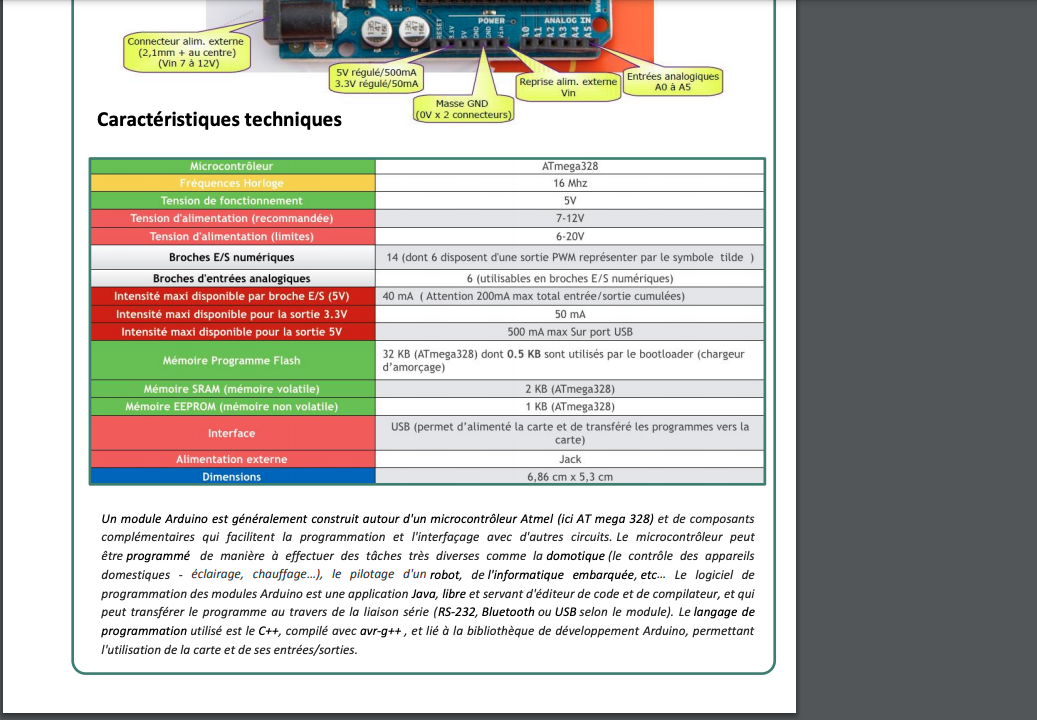 RESET
3.3V
5V
GND
GND
Vin
POWER
ANALOG IN
A0
A1
A2
A3
A4
A5
Connecteur alim. externe
(2,1mm + au centre)
(Vin 7 à 12V)
5V régulé/500mA
3.3V régulé/50mA
Masse GND
(0V x 2 connecteurs)
Reprise alim. externe
Vin
Entrées analogiques
A0 à A5
Caractéristiques techniques
Microcontrôleur ATmega328
Fréquences Horloge 16 Mhz
Tension de fonctionnement 5V
Tension d'alimentation (recommandée) 7-12V
Tension d'alimentation (limites) 6-20V
Broches E/S numériques 14 (dont 6 disposent d'une sortie PWM représenter par le symbole tilde )
Broches d'entrées analogiques 6 (utilisables en broches E/S numériques)
Intensité maxi disponible par broche E/S (5V) 40 mA ( Attention 200mA max total entrée/sortie cumulées)
Intensité maxi disponible pour la sortie 3.3V 50 mA
Intensité maxi disponible pour la sortie 5V 500 mA max Sur port USB
Mémoire Programme Flash 32 KB (ATmega328) dont 0.5 KB sont utilisés par le bootloader (chargeur
d’amorçage)
Mémoire SRAM (mémoire volatile) 2 KB (ATmega328)
Mémoire EEPROM (mémoire non volatile) 1 KB (ATmega328)
Interface USB (permet d’alimenté la carte et de transféré les programmes vers la
carte)
Alimentation externe Jack
Dimensions 6,86 cm x 5,3 cm
Un module Arduino est généralement construit autour d'un microcontrôleur Atmel (ici AT mega 328) et de composants
complémentaires qui facilitent la programmation et l'interfaçage avec d'autres circuits. Le microcontrôleur peut
être programmé de manière à effectuer des tâches très diverses comme la domotique (le contrôle des appareils
domestiques - éclairage, chauffage…), le pilotage d'un robot, de l'informatique embarquée, etc… Le logiciel de
programmation des modules Arduino est une application Java, libre et servant d'éditeur de code et de compilateur, et qui
peut transférer le programme au travers de la liaison série (RS-232, Bluetooth ou USB selon le module). Le langage de
programmation utilisé est le C++, compilé avec avr-g++ , et lié à la bibliothèque de développement Arduino, permettant
l'utilisation de la carte et de ses entrées/sorties.